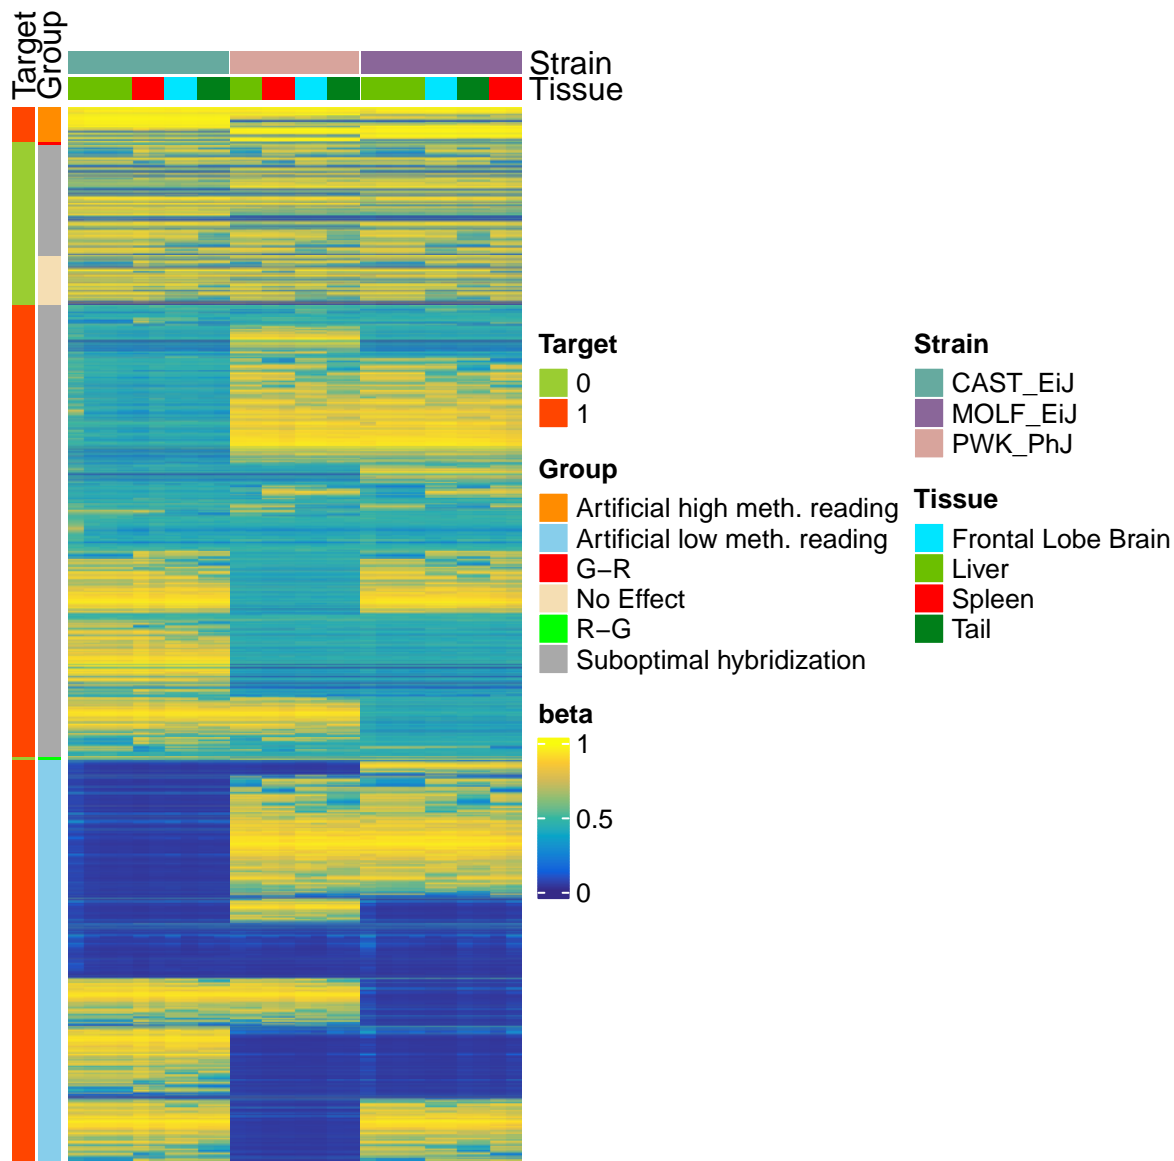 Target
Group
Strain
Tissue
Target
0
1
Group
Artificial high meth. reading
Artificial low meth. reading
G−R
No Effect
R−G
Suboptimal hybridization
beta
1
0.5
0
Strain
CAST_EiJ
MOLF_EiJ
PWK_PhJ
Tissue
Frontal Lobe Brain
Liver
Spleen
Tail